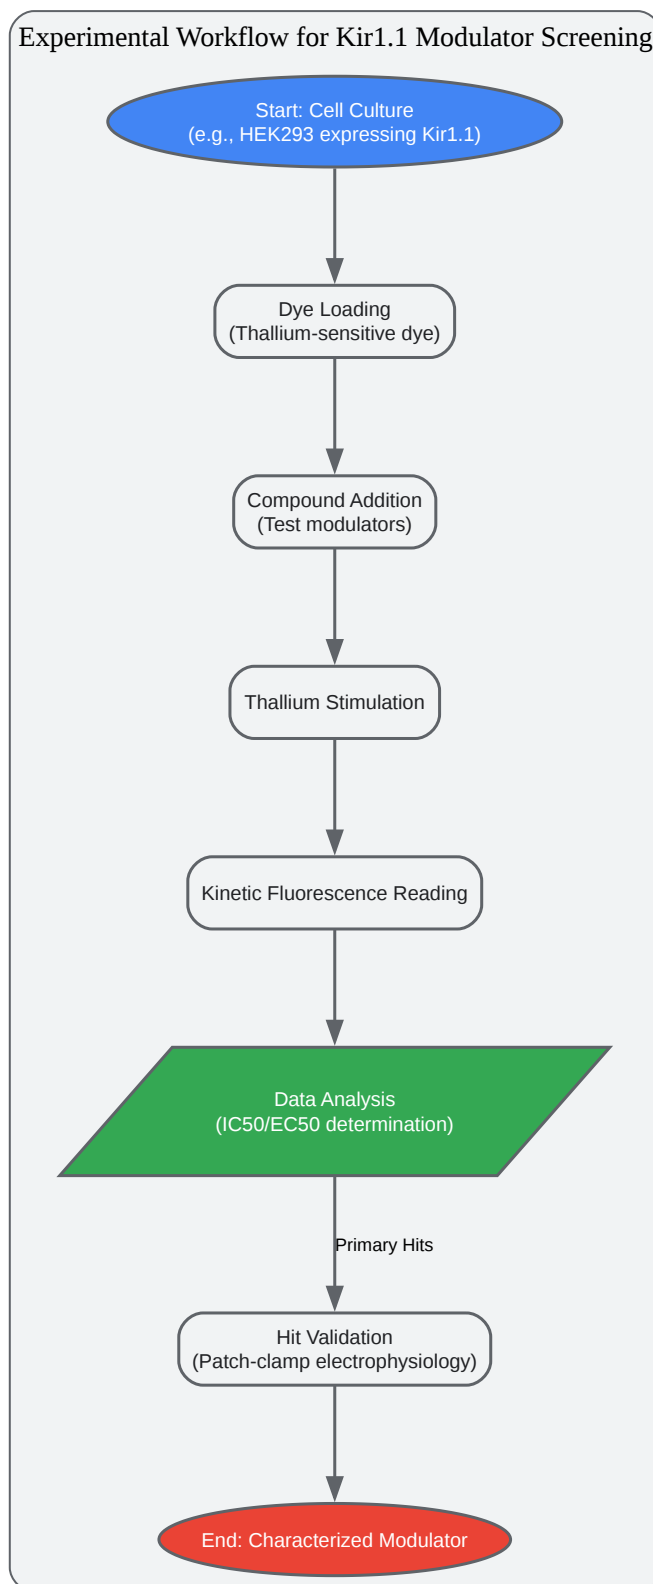 Experimental Workflow for Kir1.1 Modulator Screening
Start: Cell Culture
(e.g., HEK293 expressing Kir1.1)
Dye Loading
(Thallium-sensitive dye)
Compound Addition
(Test modulators)
Thallium Stimulation
Kinetic Fluorescence Reading
Data Analysis
(IC50/EC50 determination)
Primary Hits
Hit Validation
(Patch-clamp electrophysiology)
End: Characterized Modulator